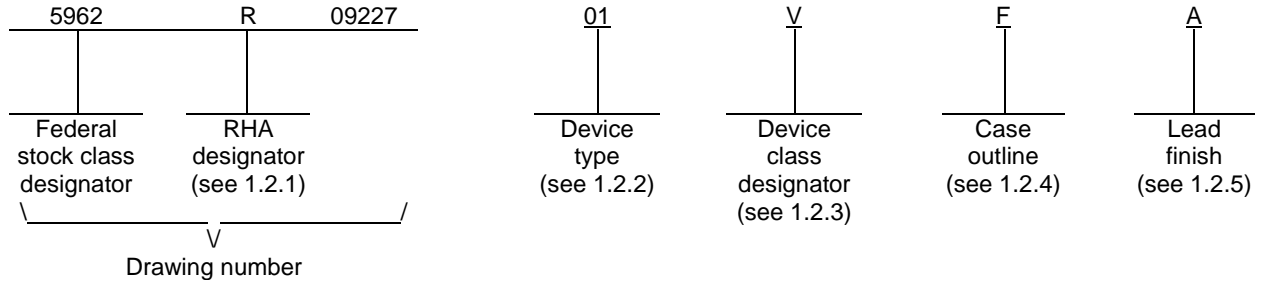 5962 R 09227 01 V F A
Federal stock class designator
RHA designator (see 1.2.1)
Device type (see 1.2.2)
Device class designator (see 1.2.3)
Case outline (see 1.2.4)
Lead finish (see 1.2.5)
Drawing number